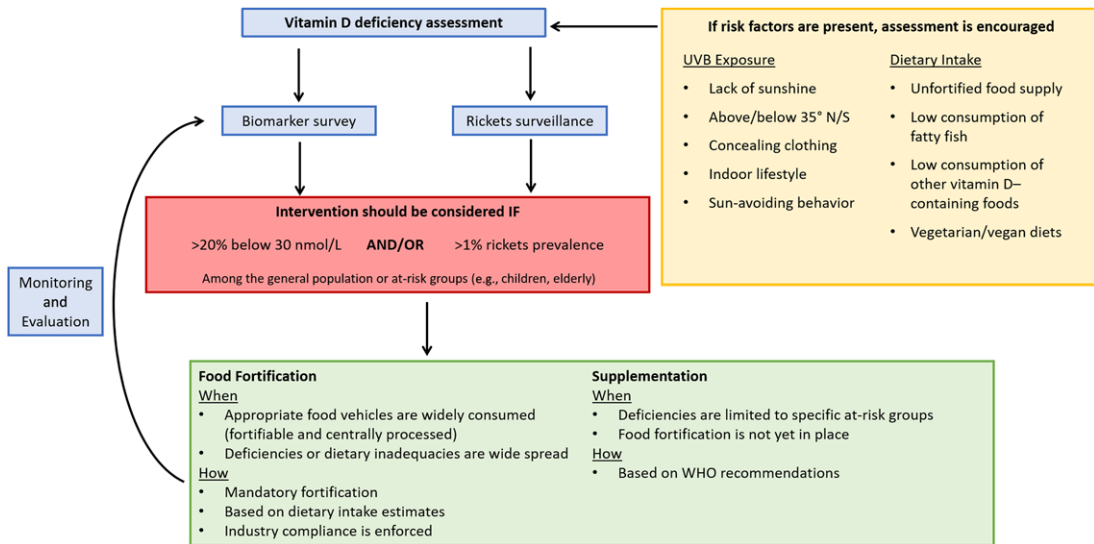 Vitamin D deficiency assessment
Biomarker survey
Rickets surveillance
If risk factors are present, assessment is encouraged
UVB Exposure
• Lack of sunshine
• Above/below 35° N/S
• Concealing clothing
• Indoor lifestyle
• Sun-avoiding behavior
Dietary Intake
• Unfortified food supply
• Low consumption of
fatty fish
• Low consumption of
other vitamin D–
containing foods
• Vegetarian/vegan diets
Intervention should be considered IF
>20% below 30 nmol/L AND/OR >1% rickets prevalence
Among the general population or at-risk groups (e.g., children, elderly)
Monitoring
and
Evaluation
Food Fortification
When
• Appropriate food vehicles are widely consumed
(fortifiable and centrally processed)
• Deficiencies or dietary inadequacies are wide spread
How
• Mandatory fortification
• Based on dietary intake estimates
• Industry compliance is enforced
Supplementation
When
• Deficiencies are limited to specific at-risk groups
• Food fortification is not yet in place
How
• Based on WHO recommendations